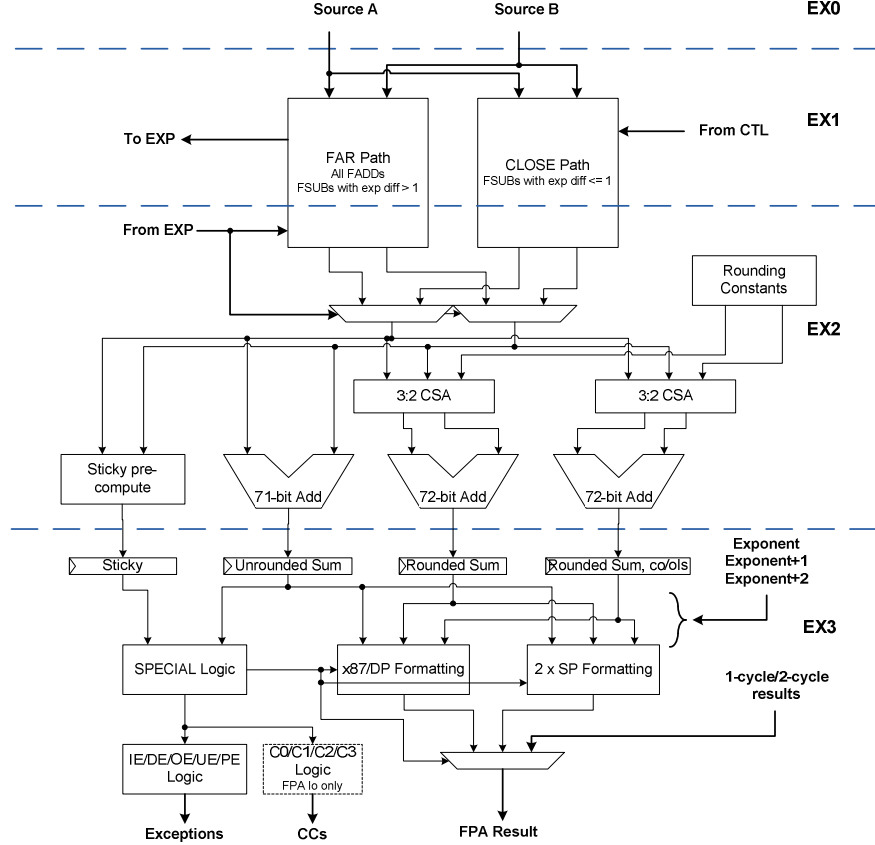 Source A
Source B
EX0
To EXP
FAR Path
All FADDs
FSUBs with exp diff > 1
CLOSE Path
FSUBs with exp diff <= 1
From CTL
EX1
From EXP
Rounding
Constants
EX2
3:2 CSA
3:2 CSA
Sticky pre-
compute
71-bit Add
72-bit Add
72-bit Add
Sticky
Unrounded Sum
Rounded Sum
Rounded Sum, co/ols
Exponent
Exponent+1
Exponent+2
EX3
SPECIAL Logic
x87/DP Formatting
2 x SP Formatting
1-cycle/2-cycle
results
IE/DE/OE/UE/PE
Logic
C0/C1/C2/C3
Logic
FPA lo only
Exceptions
CCs
FPA Result